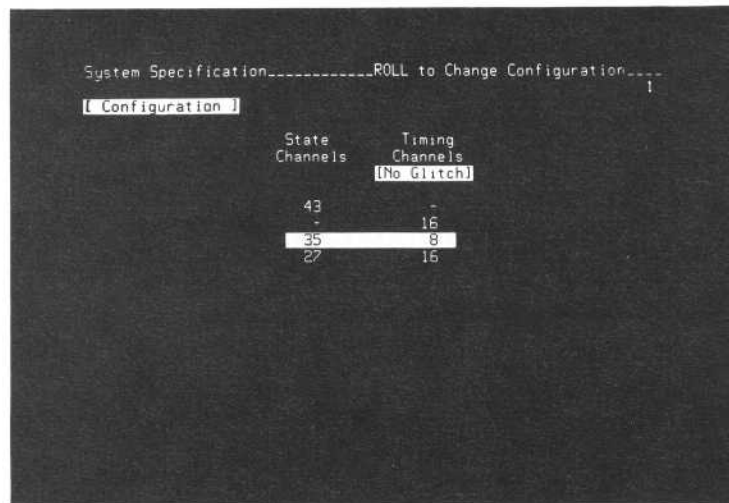 System Specification____________ROLL to Change Configuration____
1
[ Configuration ]
State Timing
Channels Channels
[No Glitch]
43 -
- 16
35 8
27 16